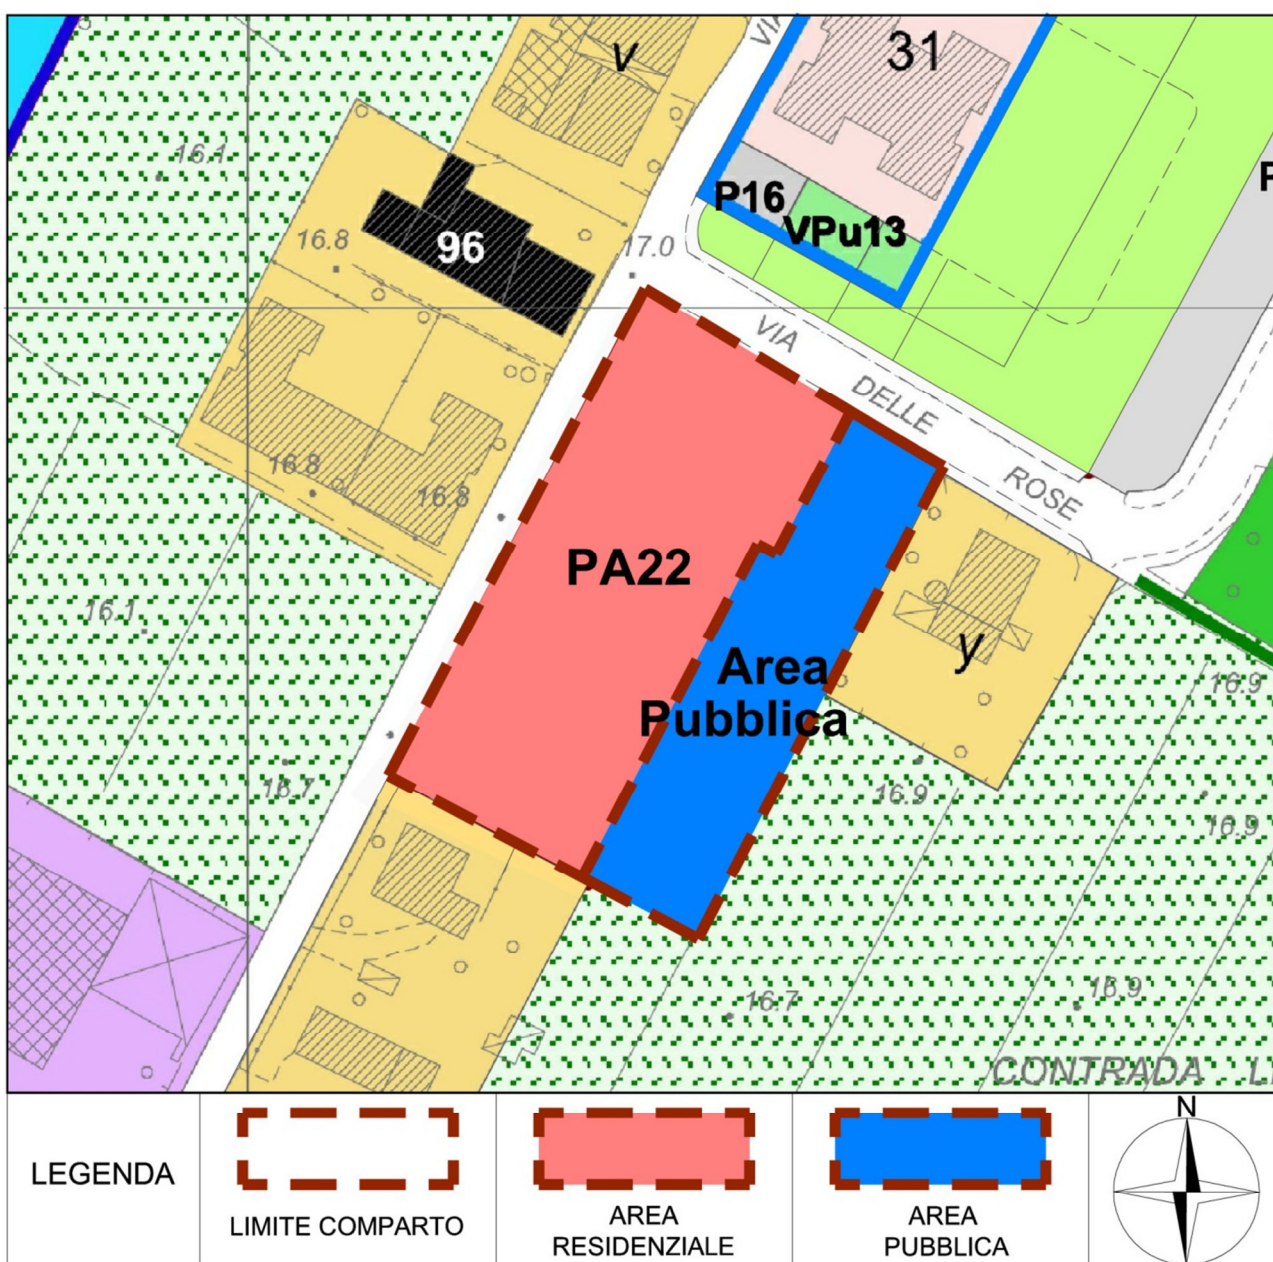 v
VIA
31
16.1
P16
VPu13
P
96
16.8
17.0
VIA
DELLE
ROSE
16.8
16.8
PA22
16.1
Area
Pubblica
y
16.9
16.7
16.9
16.9
16.7
16.9
CONTRADA
N
LEGENDA
LIMITE COMPARTO
AREA
RESIDENZIALE
AREA
PUBBLICA